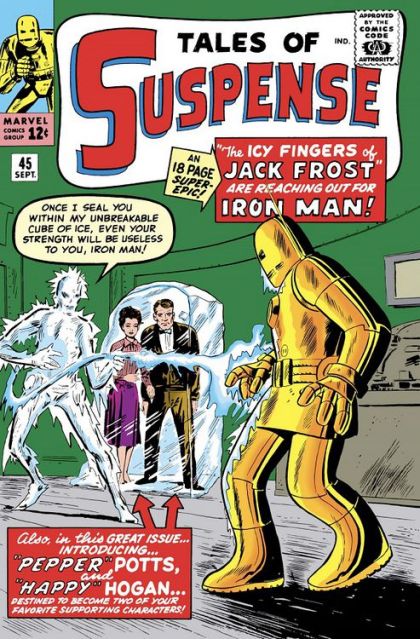 TALES OF
SUSPENSE
IND.
APPROVED
BY THE
COMICS
CODE
CA
AUTHORITY
MARVEL
COMICS
GROUP 12¢
45
SEPT.
AN
18 PAGE
SUPER-
EPIC!
"The ICY FINGERS of
JACK FROST"
ARE REACHING OUT FOR
IRON MAN!
ONCE I SEAL YOU
WITHIN MY UNBREAKABLE
CUBE OF ICE, EVEN YOUR
STRENGTH WILL BE USELESS
TO YOU, IRON MAN!
Also, in this GREAT ISSUE...
INTRODUCING...
"PEPPER" POTTS,
and
"HAPPY" HOGAN...
DESTINED TO BECOME TWO OF YOUR
FAVORITE SUPPORTING CHARACTERS!